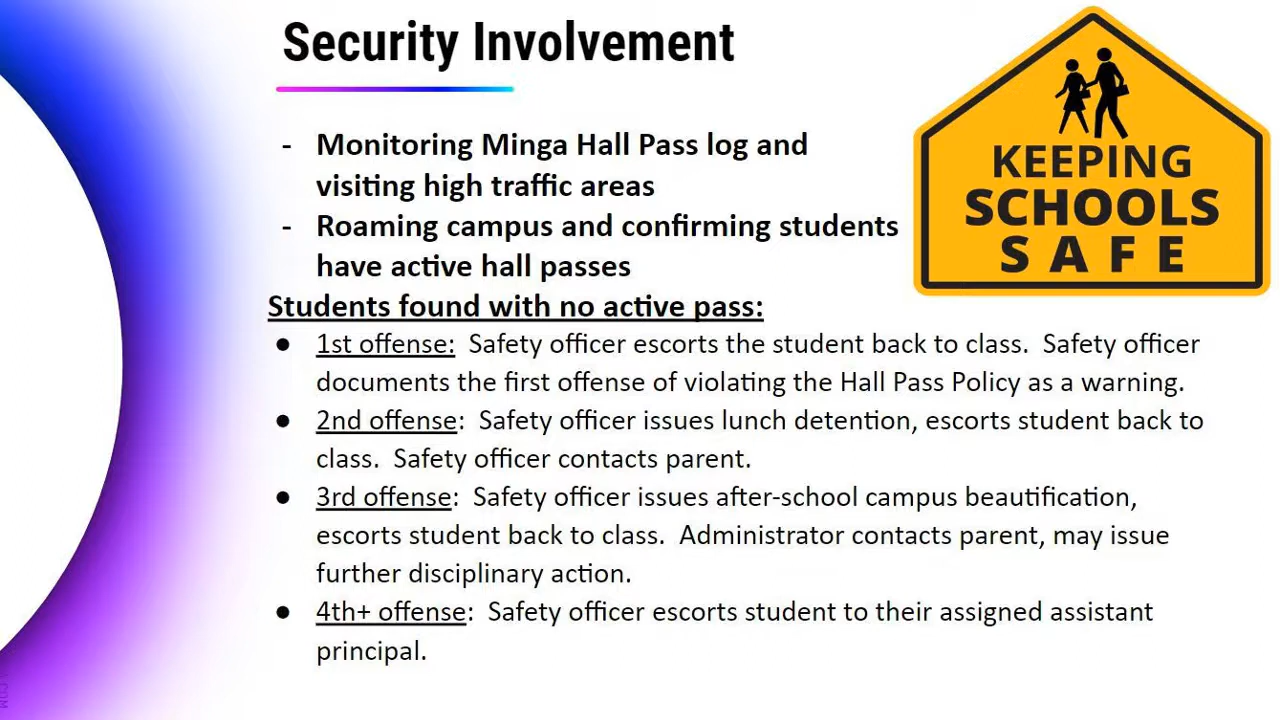 Security Involvement
KEEPING
SCHOOLS
SAFE
- Monitoring Minga Hall Pass log and
visiting high traffic areas
- Roaming campus and confirming students
have active hall passes
Students found with no active pass:
● 1st offense: Safety officer escorts the student back to class. Safety officer
documents the first offense of violating the Hall Pass Policy as a warning.
● 2nd offense: Safety officer issues lunch detention, escorts student back to
class. Safety officer contacts parent.
● 3rd offense: Safety officer issues after-school campus beautification,
escorts student back to class. Administrator contacts parent, may issue
further disciplinary action.
● 4th+ offense: Safety officer escorts student to their assigned assistant
principal.